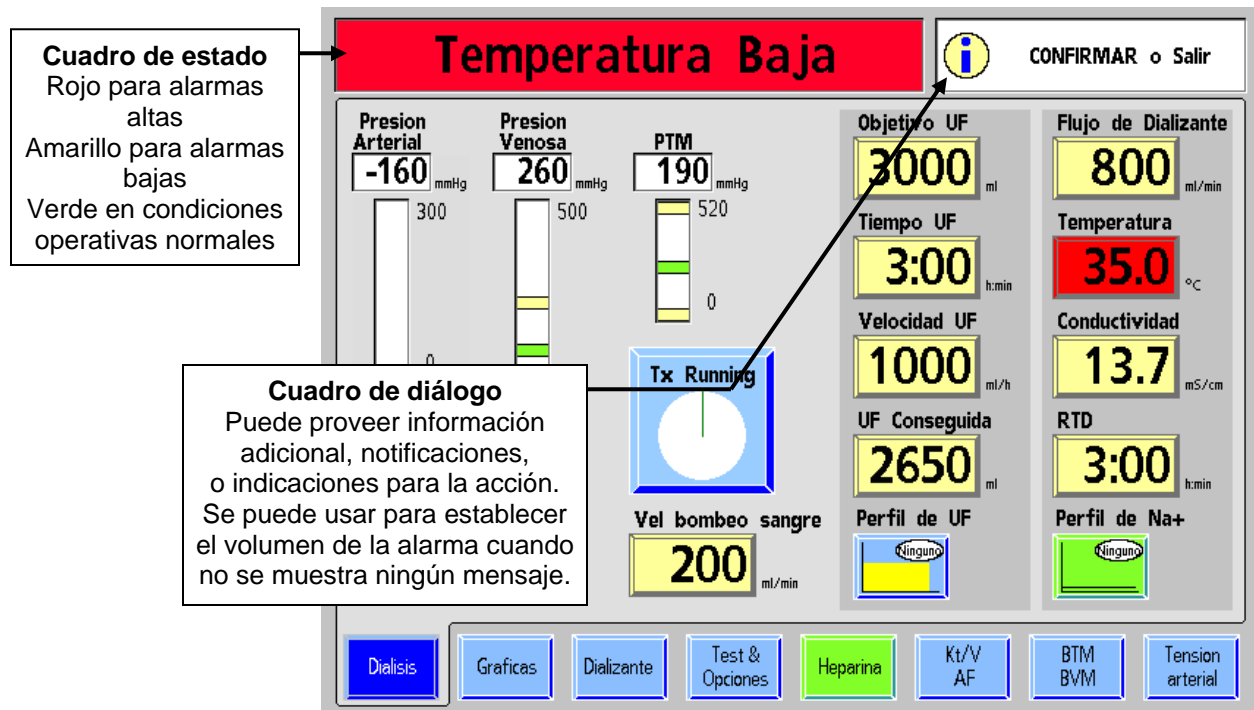 Cuadro de estado
Rojo para alarmas
altas
Amarillo para alarmas
bajas
Verde en condiciones
operativas normales
Temperatura Baja
i
CONFIRMAR o Salir
Presion
Arterial
-160 mmHg
300
0
Presion
Venosa
260 mmHg
500
PTM
190 mmHg
520
0
Tx Running
Vel bombeo sangre
200 ml/min
Objetivo UF
3000 ml
Tiempo UF
3:00 h:min
Velocidad UF
1000 ml/h
UF Conseguida
2650 ml
Perfil de UF
Ninguno
Flujo de Dializante
800 ml/min
Temperatura
35.0 °C
Conductividad
13.7 mS/cm
RTD
3:00 h:min
Perfil de Na+
Ninguno
Cuadro de diálogo
Puede proveer información
adicional, notificaciones,
o indicaciones para la acción.
Se puede usar para establecer
el volumen de la alarma cuando
no se muestra ningún mensaje.
Dialisis
Graficas
Dializante
Test &
Opciones
Heparina
Kt/V
AF
BTM
BVM
Tension
arterial